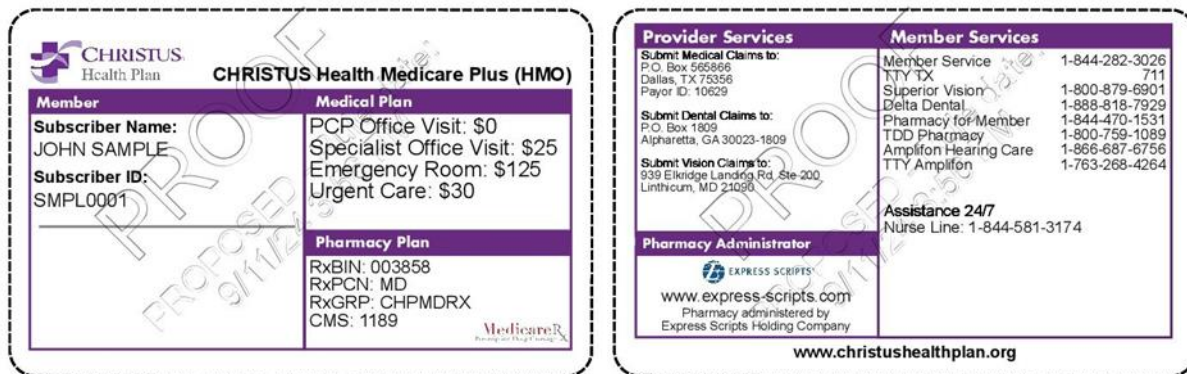 CHRISTUS
Health Plan
CHRISTUS Health Medicare Plus (HMO)
Member
Subscriber Name:
JOHN SAMPLE
Subscriber ID:
SMPL0001
Medical Plan
PCP Office Visit: $0
Specialist Office Visit: $25
Emergency Room: $125
Urgent Care: $30
Pharmacy Plan
RxBIN: 003858
RxPCN: MD
RxGRP: CHPMDRX
CMS: 1189
MedicareRx
Prescription Drug Coverage
PROOF
PROPOSED
Provider Services
Submit Medical Claims to:
P.O. Box 565866
Dallas, TX 75356
Payor ID: 10629
Submit Dental Claims to:
P.O. Box 1809
Alpharetta, GA 30023-1809
Submit Vision Claims to:
939 Elkridge Landing Rd, Ste 200
Linthicum, MD 21090
Pharmacy Administrator
EXPRESS SCRIPTS
www.express-scripts.com
Pharmacy administered by
Express Scripts Holding Company
Member Services
Member Service 1-844-282-3026
TTY TX 711
Superior Vision 1-800-879-6901
Delta Dental 1-888-818-7929
Pharmacy for Member 1-844-470-1531
TDD Pharmacy 1-800-759-1089
Amplifon Hearing Care 1-866-687-6756
TTY Amplifon 1-763-268-4264
Assistance 24/7
Nurse Line: 1-844-581-3174
www.christushealthplan.org
PROOF
PROPOSED